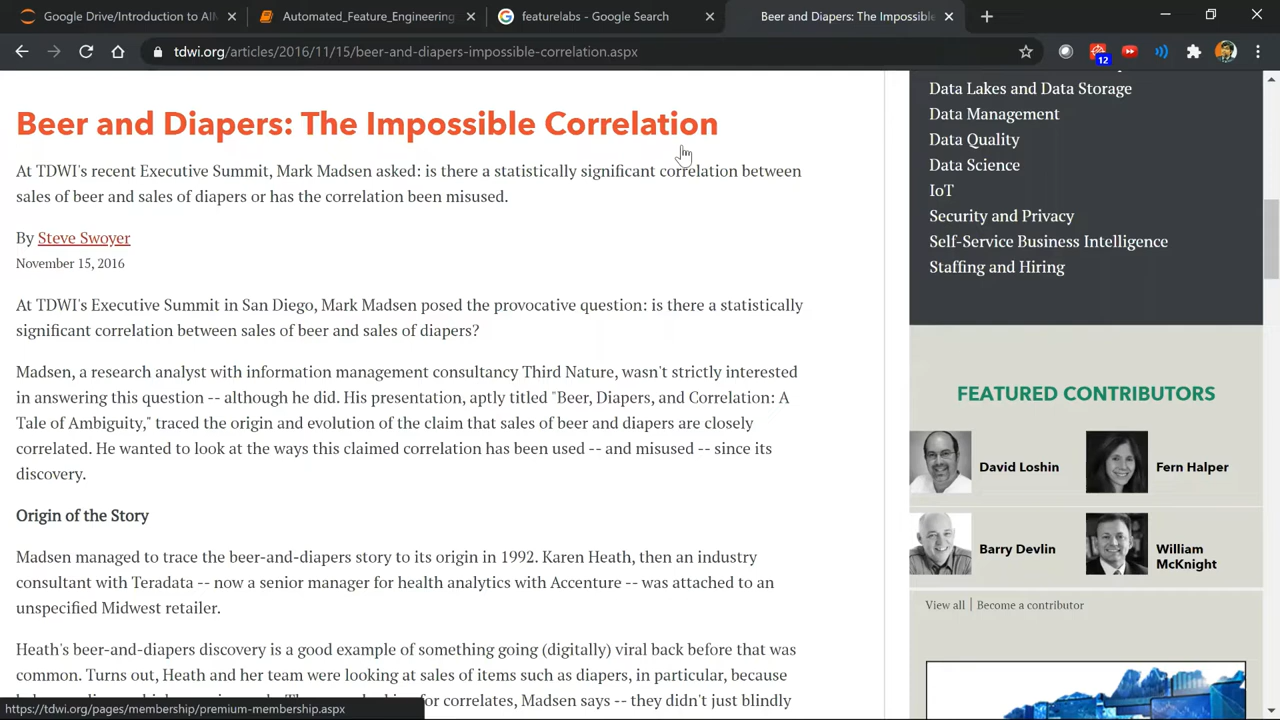 Google Drive/Introduction to AI
Automated_Feature_Engineering
featurelabs - Google Search
Beer and Diapers: The Impossible
tdwi.org/articles/2016/11/15/beer-and-diapers-impossible-correlation.aspx
12
Beer and Diapers: The Impossible Correlation
At TDWI's recent Executive Summit, Mark Madsen asked: is there a statistically significant correlation between
sales of beer and sales of diapers or has the correlation been misused.
By Steve Swoyer
November 15, 2016
At TDWI's Executive Summit in San Diego, Mark Madsen posed the provocative question: is there a statistically
significant correlation between sales of beer and sales of diapers?
Madsen, a research analyst with information management consultancy Third Nature, wasn't strictly interested
in answering this question -- although he did. His presentation, aptly titled "Beer, Diapers, and Correlation: A
Tale of Ambiguity," traced the origin and evolution of the claim that sales of beer and diapers are closely
correlated. He wanted to look at the ways this claimed correlation has been used -- and misused -- since its
discovery.
Origin of the Story
Madsen managed to trace the beer-and-diapers story to its origin in 1992. Karen Heath, then an industry
consultant with Teradata -- now a senior manager for health analytics with Accenture -- was attached to an
unspecified Midwest retailer.
Heath's beer-and-diapers discovery is a good example of something going (digitally) viral back before that was
common. Turns out, Heath and her team were looking at sales of items such as diapers, in particular, because
for correlates, Madsen says -- they didn't just blindly
https://tdwi.org/pages/membership/premium-membership.aspx
Data Lakes and Data Storage
Data Management
Data Quality
Data Science
IoT
Security and Privacy
Self-Service Business Intelligence
Staffing and Hiring
FEATURED CONTRIBUTORS
David Loshin
Fern Halper
Barry Devlin
William
McKnight
View all | Become a contributor